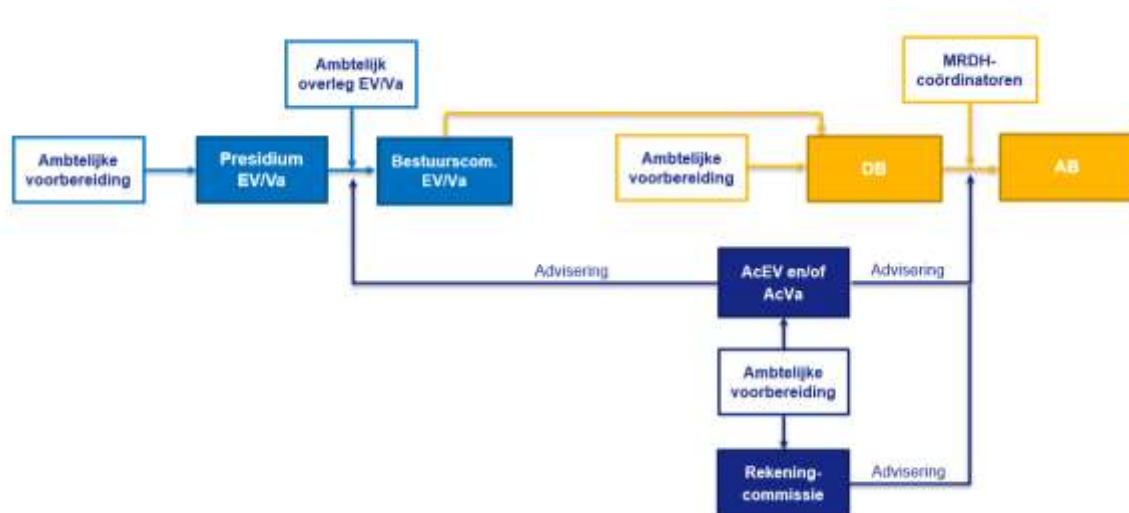 Ambtelijk
overleg EV/Va
MRDH-
coördinatoren
Ambtelijke
voorbereiding
Presidium
EV/Va
Bestuurscom.
EV/Va
Ambtelijke
voorbereiding
DB
AB
Advisering
AcEV en/of
AcVa
Advisering
Ambtelijke
voorbereiding
Rekening-
commissie
Advisering